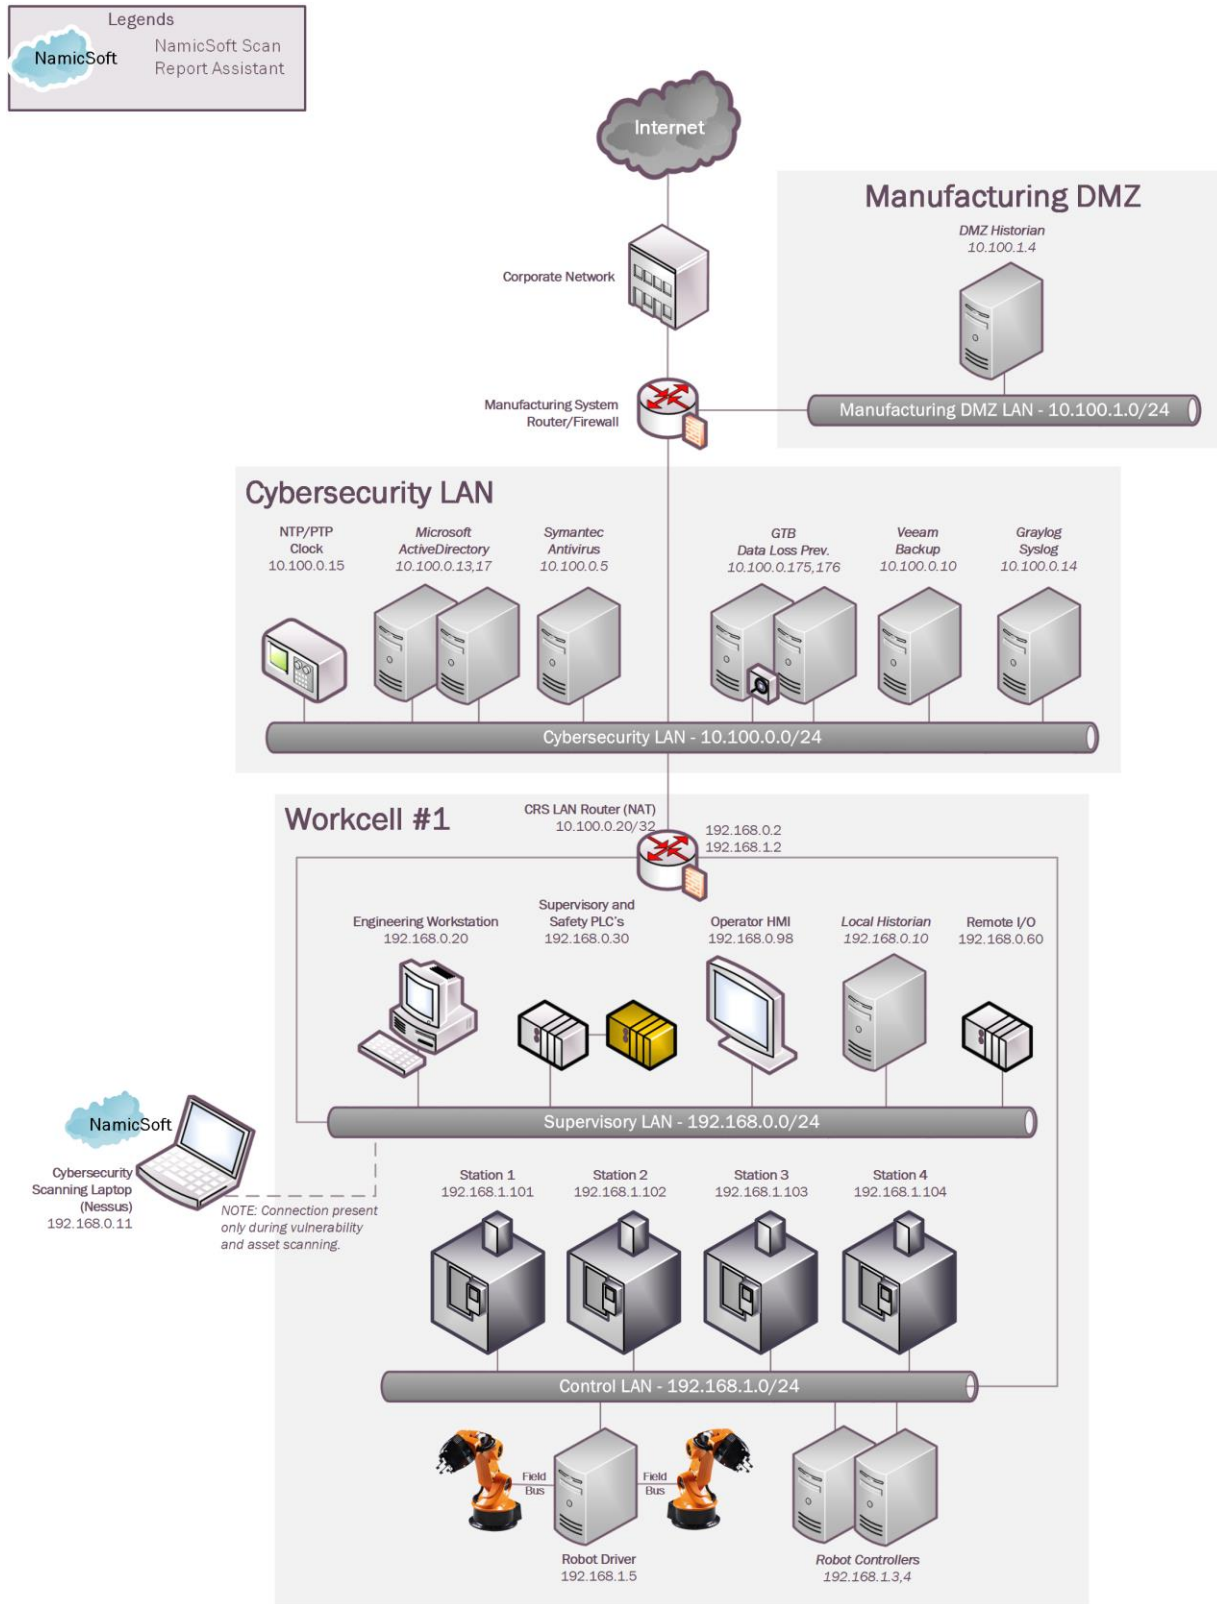 Legends
NamicSoft
NamicSoft Scan
Report Assistant
Internet
Manufacturing DMZ
DMZ Historian
10.100.1.4
Corporate Network
Manufacturing System
Router/Firewall
Manufacturing DMZ LAN - 10.100.1.0/24
Cybersecurity LAN
NTP/PTP
Clock
10.100.0.15
Microsoft
ActiveDirectory
10.100.0.13,17
Symantec
Antivirus
10.100.0.5
GTB
Data Loss Prev.
10.100.0.175,176
Veeam
Backup
10.100.0.10
Graylog
Syslog
10.100.0.14
Cybersecurity LAN - 10.100.0.0/24
Workcell #1
CRS LAN Router (NAT)
10.100.0.20/32
192.168.0.2
192.168.1.2
Engineering Workstation
192.168.0.20
Supervisory and
Safety PLC's
192.168.0.30
Operator HMI
192.168.0.98
Local Historian
192.168.0.10
Remote I/O
192.168.0.60
Supervisory LAN - 192.168.0.0/24
NamicSoft
Cybersecurity
Scanning Laptop
(Nessus)
192.168.0.11
NOTE: Connection present
only during vulnerability
and asset scanning.
Station 1
192.168.1.101
Station 2
192.168.1.102
Station 3
192.168.1.103
Station 4
192.168.1.104
Control LAN - 192.168.1.0/24
Field
Bus
Field
Bus
Robot Driver
192.168.1.5
Robot Controllers
192.168.1.3,4